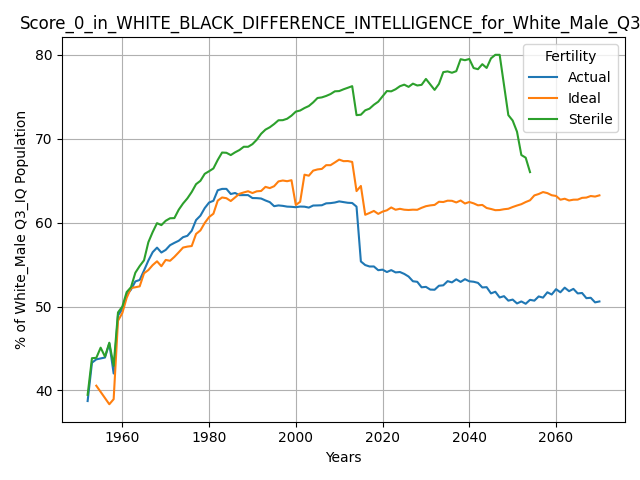 Score_0_in_WHITE_BLACK_DIFFERENCE_INTELLIGENCE_for_White_Male_Q3
% of White_Male Q3_IQ Population
80
70
60
50
40
Fertility
Actual
Ideal
Sterile
1960
1980
2000
2020
2040
2060
Years